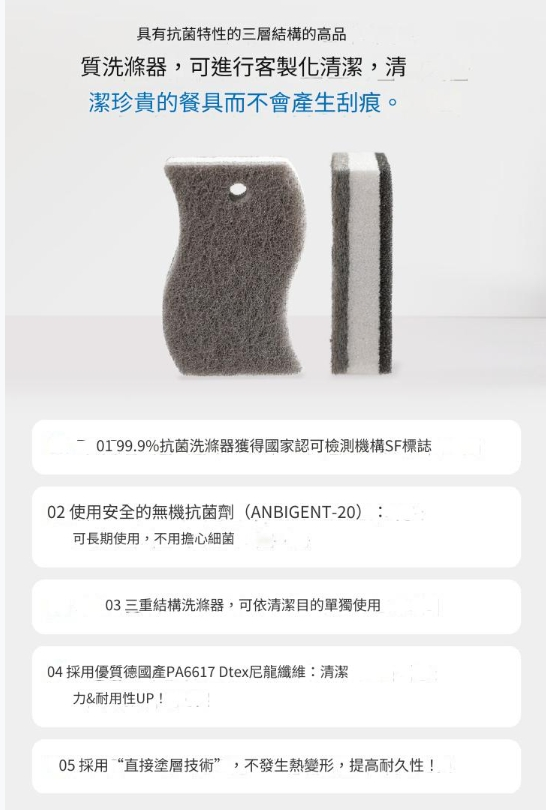 具有抗菌特性的三層結構的高品
質洗滌器，可進行客製化清潔，清
潔珍貴的餐具而不會產生刮痕。
01 99.9%抗菌洗滌器獲得國家認可檢測機構SF標誌
02 使用安全的無機抗菌劑（ANBIGENT-20）：
可長期使用，不用擔心細菌
03 三重結構洗滌器，可依清潔目的單獨使用
04 採用優質德國產PA6617 Dtex尼龍纖維：清潔
力&耐用性UP！
05 採用“直接塗層技術”，不發生熱變形，提高耐久性！